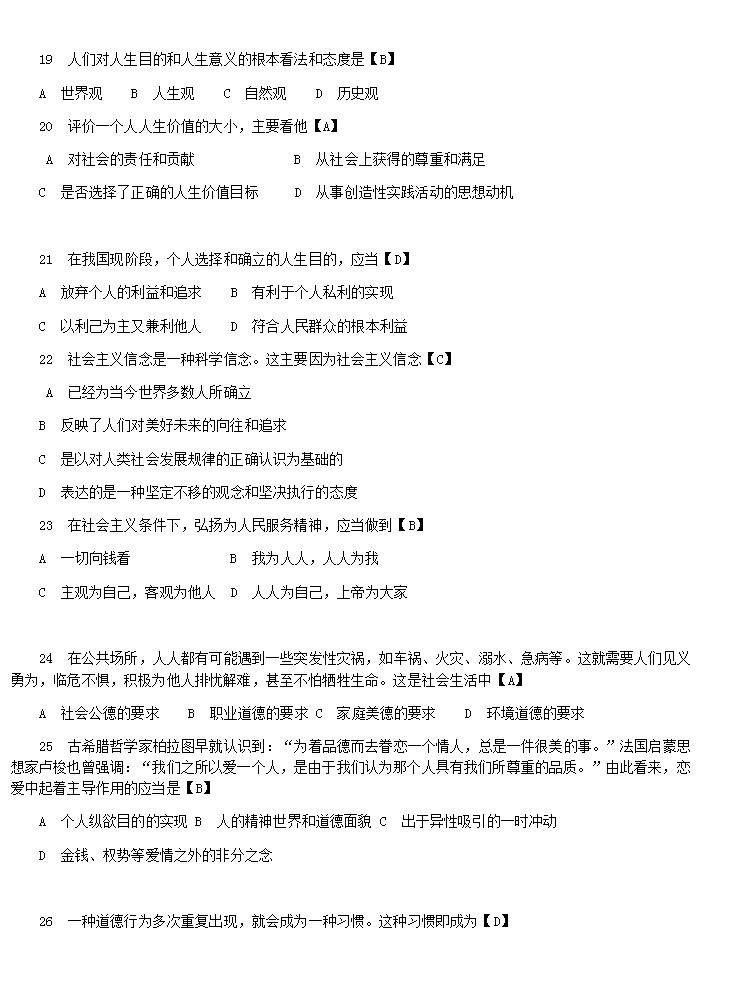 19 人们对人生目的和人生意义的根本看法和态度是【B】
A 世界观 B 人生观 C 自然观 D 历史观
20 评价一个人人生价值的大小，主要看他【A】
A 对社会的责任和贡献 B 从社会上获得的尊重和满足
C 是否选择了正确的人生价值目标 D 从事创造性实践活动的思想动机
21 在我国现阶段，个人选择和确立的人生目的，应当【D】
A 放弃个人的利益和追求 B 有利于个人私利的实现
C 以利己为主又兼利他人 D 符合人民群众的根本利益
22 社会主义信念是一种科学信念。这主要因为社会主义信念【C】
A 已经为当今世界多数人所确立
B 反映了人们对美好未来的向往和追求
C 是以对人类社会发展规律的正确认识为基础的
D 表达的是一种坚定不移的观念和坚决执行的态度
23 在社会主义条件下，弘扬为人民服务精神，应当做到【B】
A 一切向钱看 B 我为人人，人人为我
C 主观为自己，客观为他人 D 人人为自己，上帝为大家
24 在公共场所，人人都有可能遇到一些突发性灾祸，如车祸、火灾、溺水、急病等。这就需要人们见义
勇为，临危不惧，积极为他人排忧解难，甚至不怕牺牲生命。这是社会生活中【A】
A 社会公德的要求 B 职业道德的要求 C 家庭美德的要求 D 环境道德的要求
25 古希腊哲学家柏拉图早就认识到：“为着品德而去眷恋一个情人，总是一件很美的事。”法国启蒙思
想家卢梭也曾强调：“我们之所以爱一个人，是由于我们认为那个人具有我们所尊重的品质。”由此看来，恋
爱中起着主导作用的应当是【B】
A 个人纵欲目的的实现 B 人的精神世界和道德面貌 C 出于异性吸引的一时冲动
D 金钱、权势等爱情之外的非分之念
26 一种道德行为多次重复出现，就会成为一种习惯。这种习惯即成为【D】